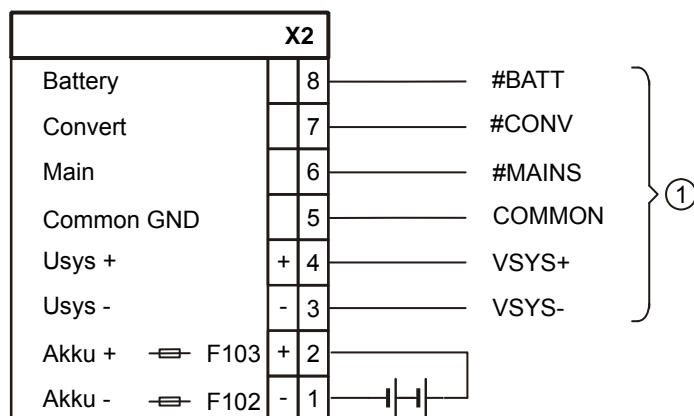 X2
Battery 8 #BATT
Convert 7 #CONV
Main 6 #MAINS
Common GND 5 COMMON
Usys + + 4 VSYS+
Usys - - 3 VSYS-
Akku + F103 + 2
Akku - F102 - 1
1